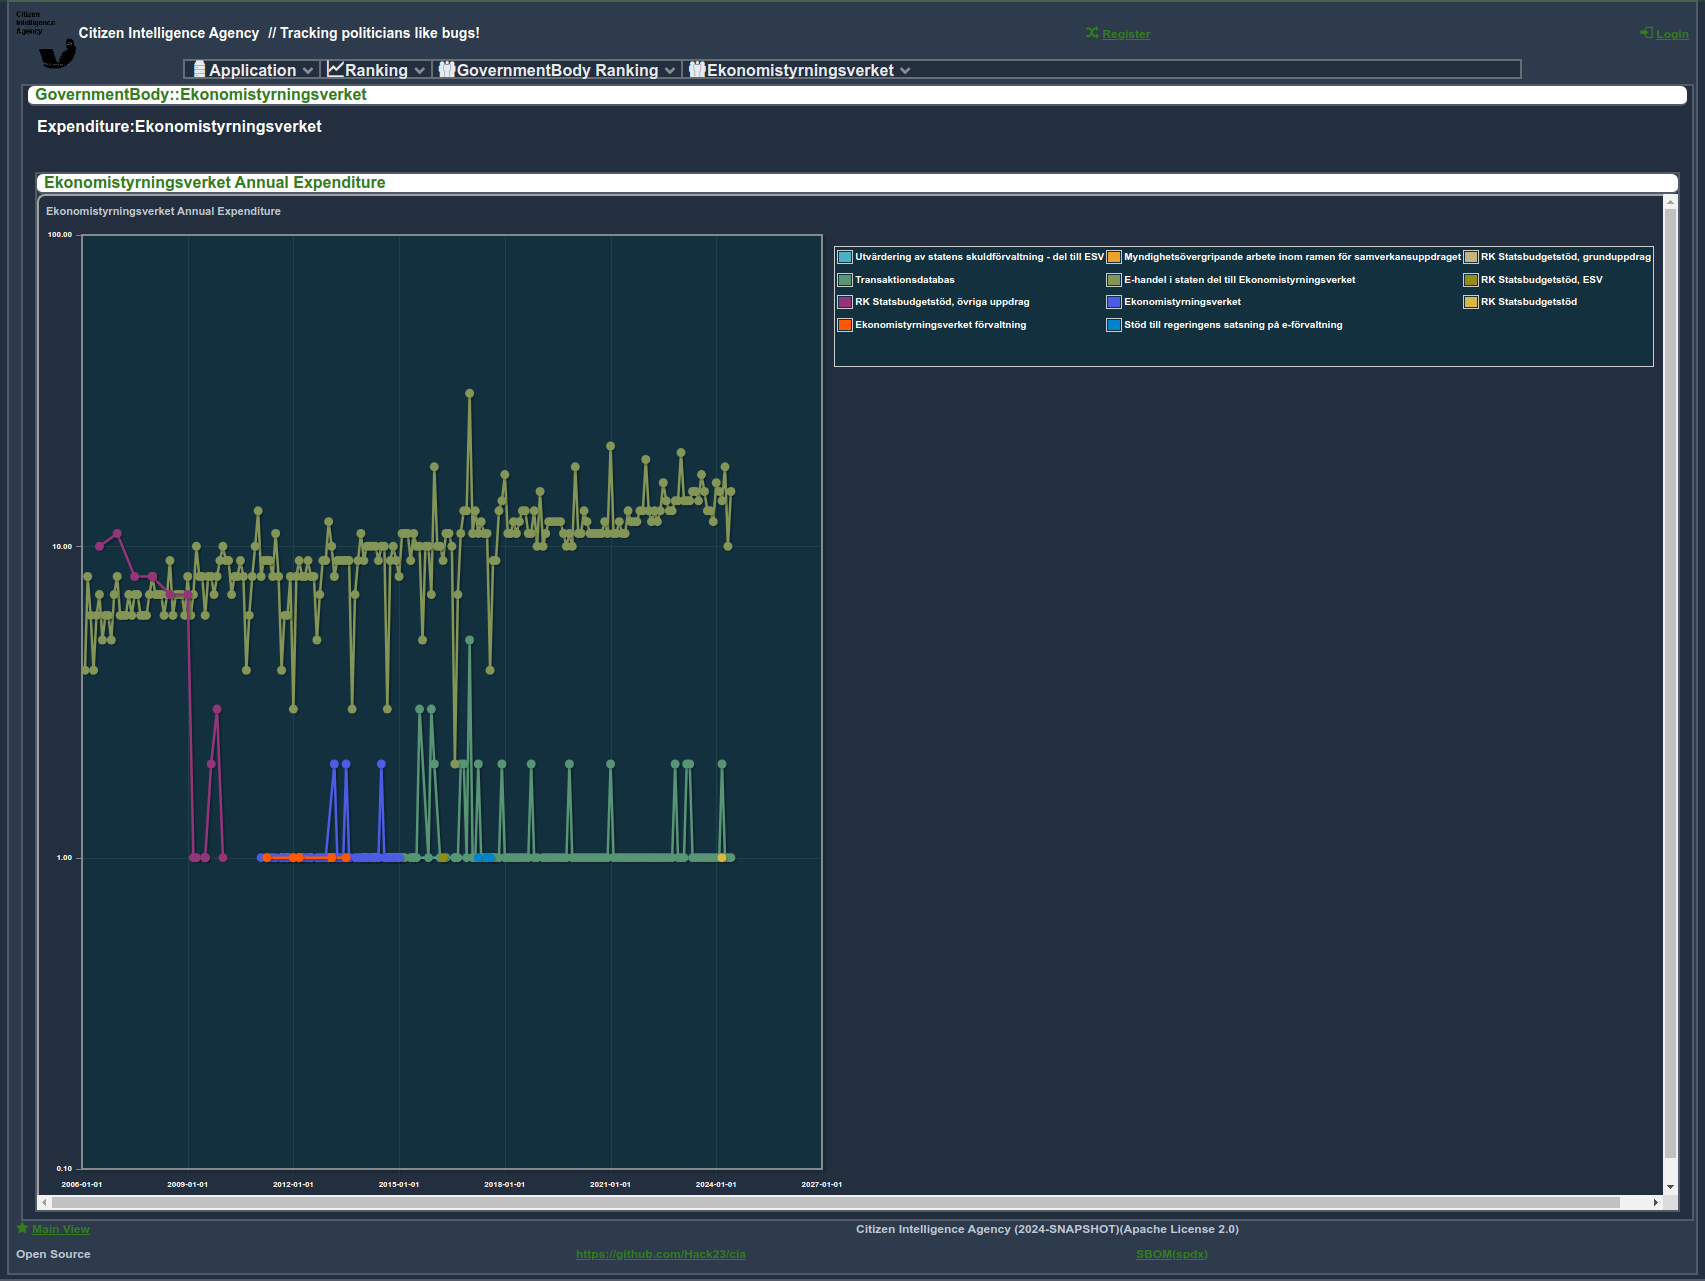 Citizen
Intelligence
Agency
Citizen Intelligence Agency // Tracking politicians like bugs!
Register
Login
Application
Ranking
GovernmentBody Ranking
Ekonomistyrningsverket
GovernmentBody::Ekonomistyrningsverket
Expenditure:Ekonomistyrningsverket
Ekonomistyrningsverket Annual Expenditure
Ekonomistyrningsverket Annual Expenditure
100.00
10.00
1.00
0.10
2006-01-01 2009-01-01 2012-01-01 2015-01-01 2018-01-01 2021-01-01 2024-01-01 2027-01-01
Utvärdering av statens skuldförvaltning - del till ESV Myndighetsövergripande arbete inom ramen för samverkansuppdraget RK Statsbudgetstöd, grunduppdrag
Transaktionsdatabas E-handel i staten del till Ekonomistyrningsverket RK Statsbudgetstöd, ESV
RK Statsbudgetstöd, övriga uppdrag Ekonomistyrningsverket RK Statsbudgetstöd
Ekonomistyrningsverket förvaltning Stöd till regeringens satsning på e-förvaltning
Main View
Citizen Intelligence Agency (2024-SNAPSHOT)(Apache License 2.0)
Open Source
https://github.com/Hack23/cia
SBOM(spdx)